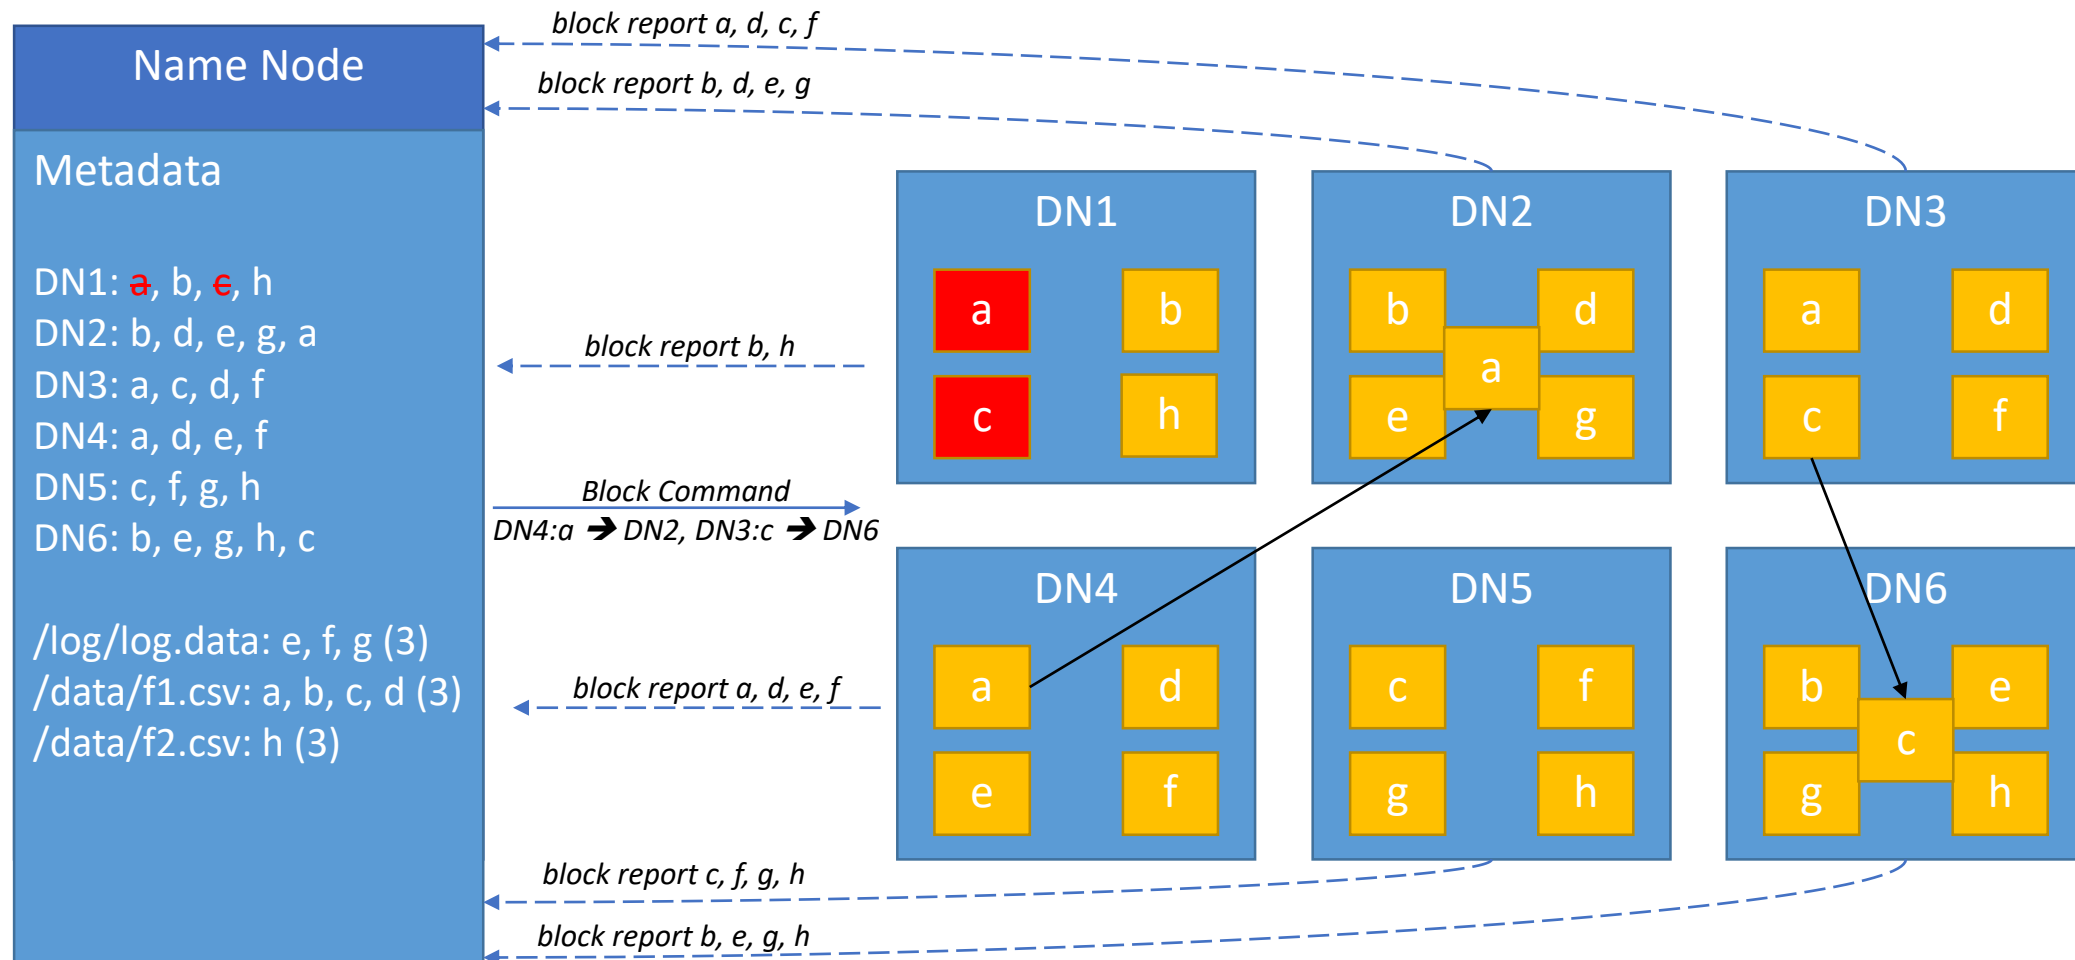 block report a, d, c, f
Name Node
block report b, d, e, g
Metadata
DN1: a, b, c, h
DN2: b, d, e, g, a
DN3: a, c, d, f
DN4: a, d, e, f
DN5: c, f, g, h
DN6: b, e, g, h, c
/log/log.data: e, f, g (3)
/data/f1.csv: a, b, c, d (3)
/data/f2.csv: h (3)
block report b, h
Block Command
DN4:a ➔ DN2, DN3:c ➔ DN6
block report a, d, e, f
block report c, f, g, h
block report b, e, g, h
DN1
a b
c h
DN2
b d
a
e g
DN3
a d
c f
DN4
a d
e f
DN5
c f
g h
DN6
b e
c
g h